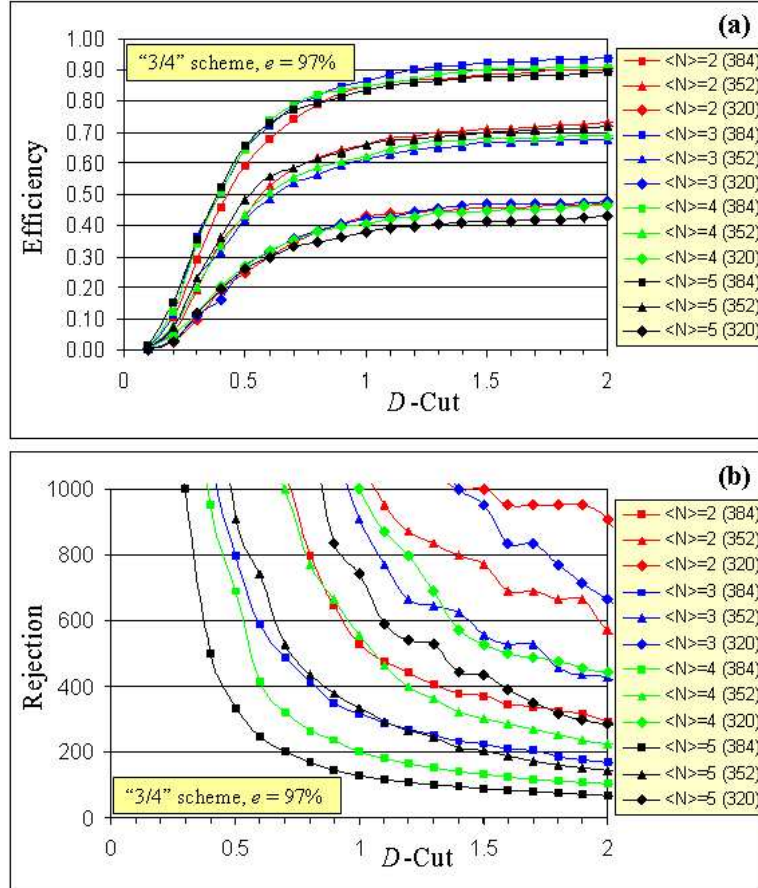 (a)
1.00
0.90
0.80
0.70
0.60
0.50
0.40
0.30
0.20
0.10
0.00
Efficiency
“3/4” scheme, e = 97%
0
0.5
1
1.5
2
D-Cut
<N>=2 (384)
<N>=2 (352)
<N>=2 (320)
<N>=3 (384)
<N>=3 (352)
<N>=3 (320)
<N>=4 (384)
<N>=4 (352)
<N>=4 (320)
<N>=5 (384)
<N>=5 (352)
<N>=5 (320)
(b)
1000
800
600
400
200
0
Rejection
“3/4” scheme, e = 97%
0
0.5
1
1.5
2
D-Cut
<N>=2 (384)
<N>=2 (352)
<N>=2 (320)
<N>=3 (384)
<N>=3 (352)
<N>=3 (320)
<N>=4 (384)
<N>=4 (352)
<N>=4 (320)
<N>=5 (384)
<N>=5 (352)
<N>=5 (320)